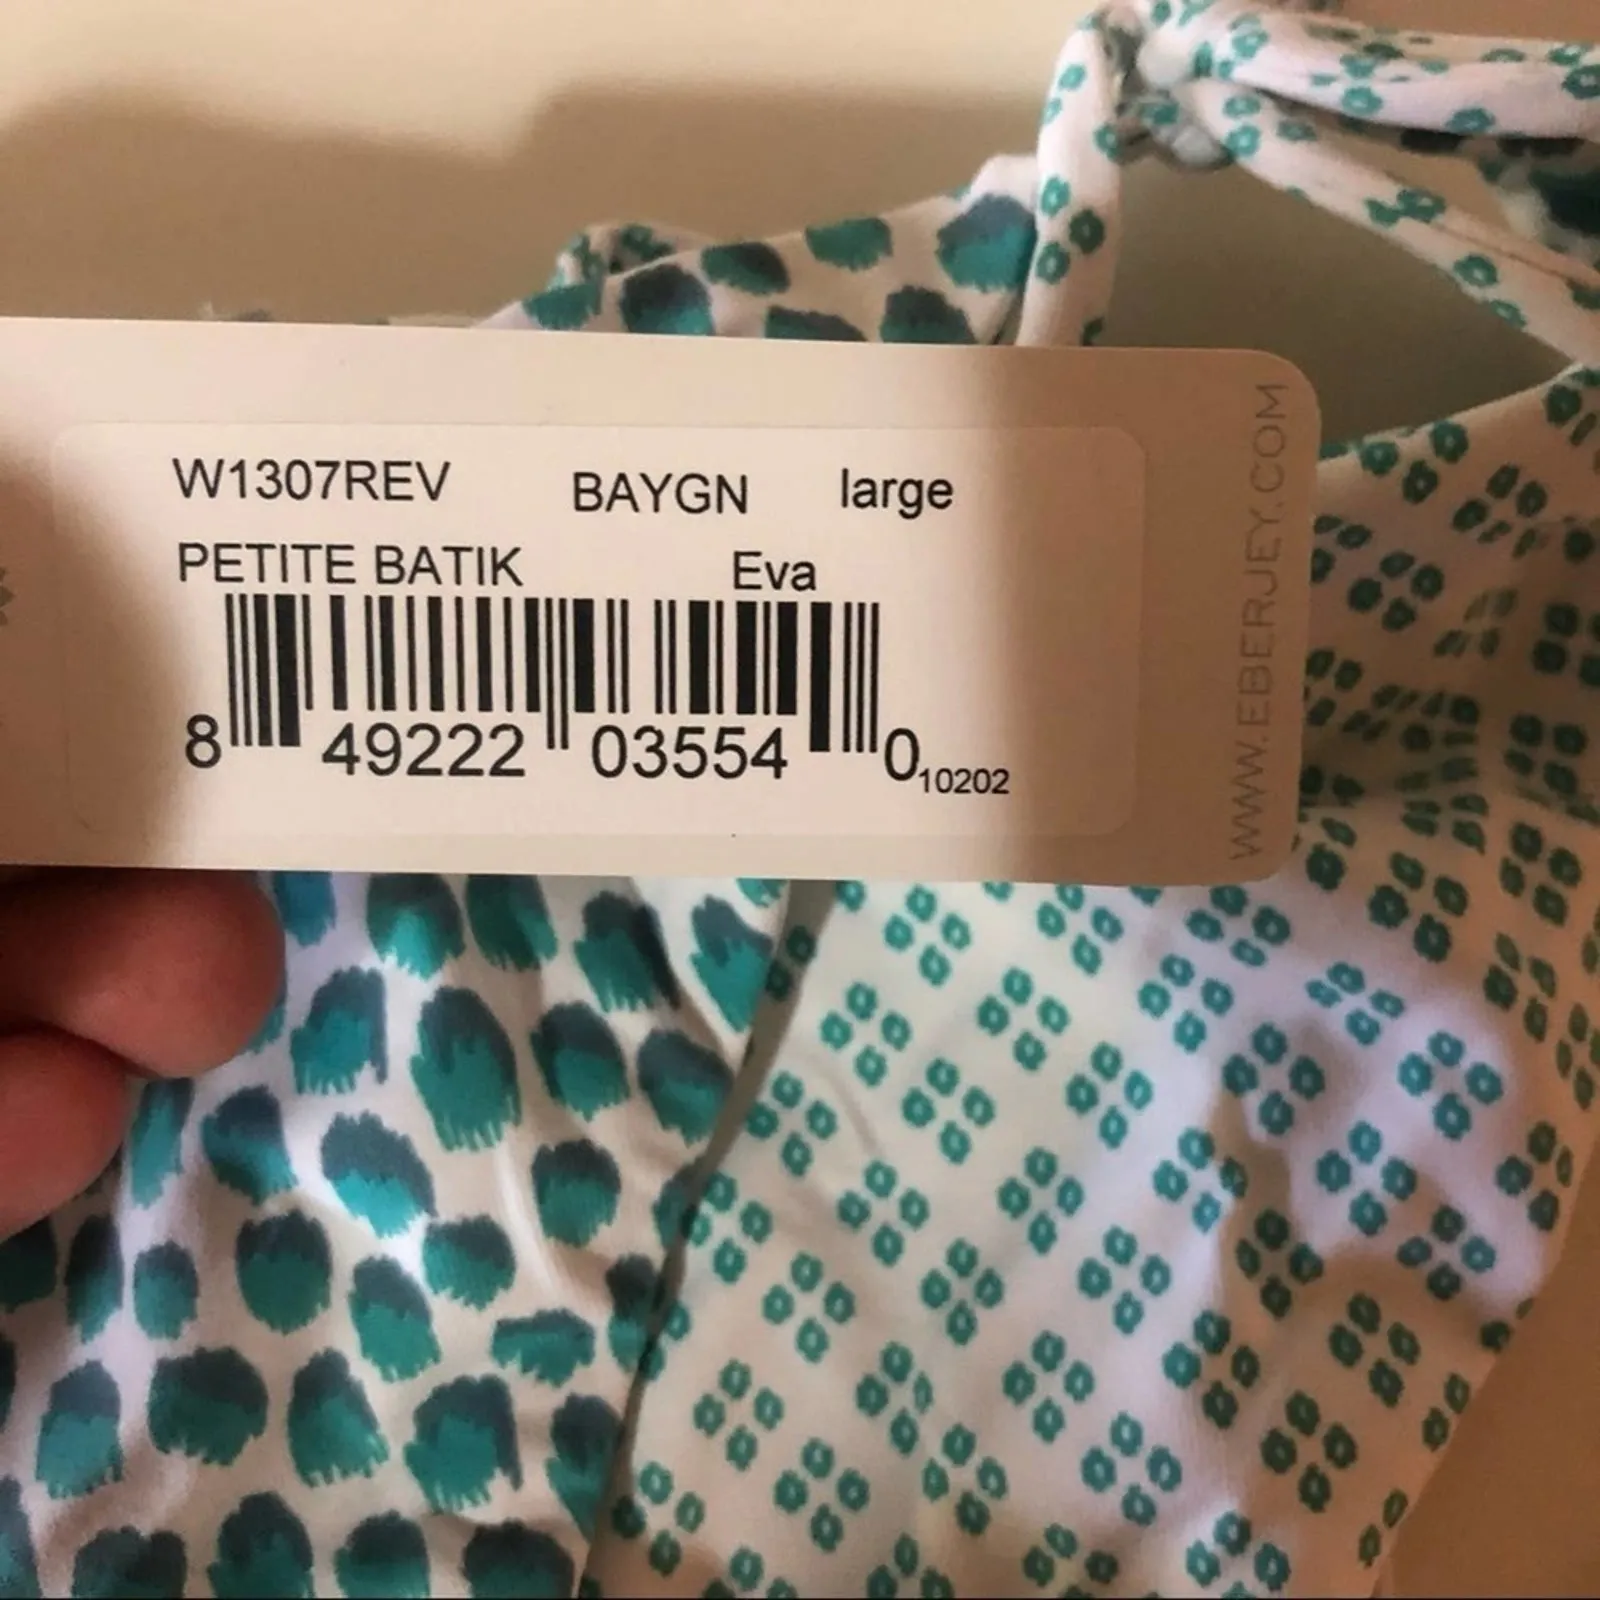 W1307REV BAYGN large
PETITE BATIK Eva
8 49222 03554 0 10202
WWW.EBERJEY.COM